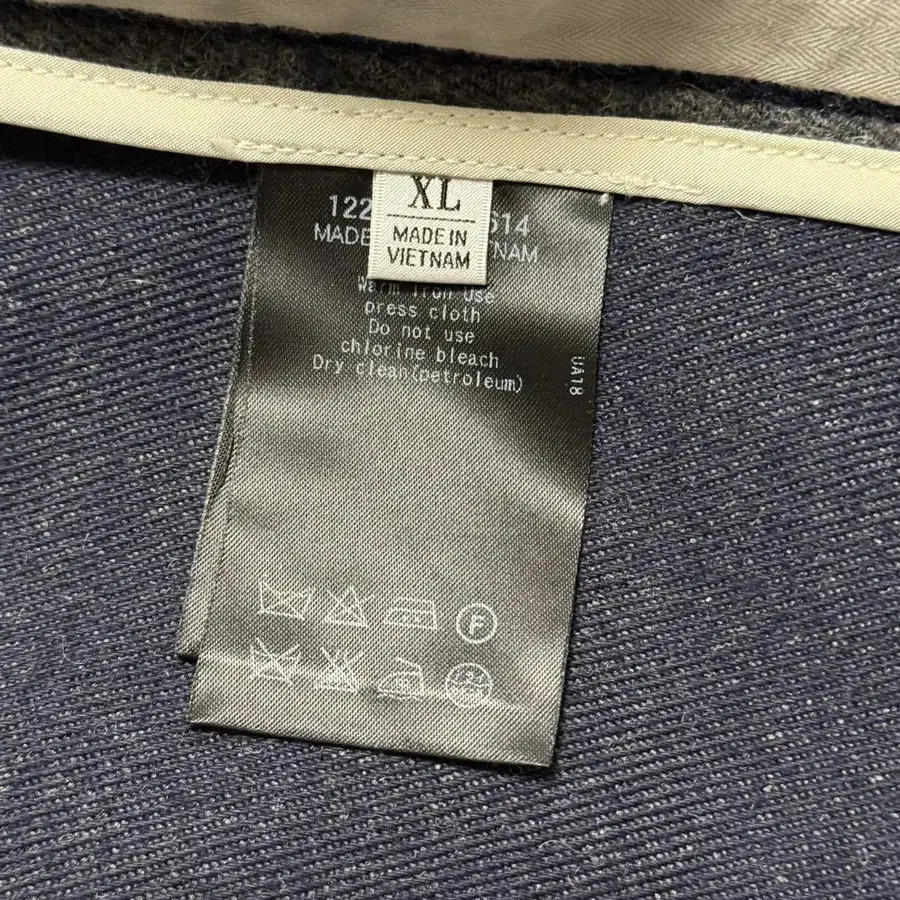 XL
MADE IN
VIETNAM
122 614
MADE NAM
Warm iron Use
press cloth
Do not use
chlorine bleach
Dry clean(petroleum)
UA18
F